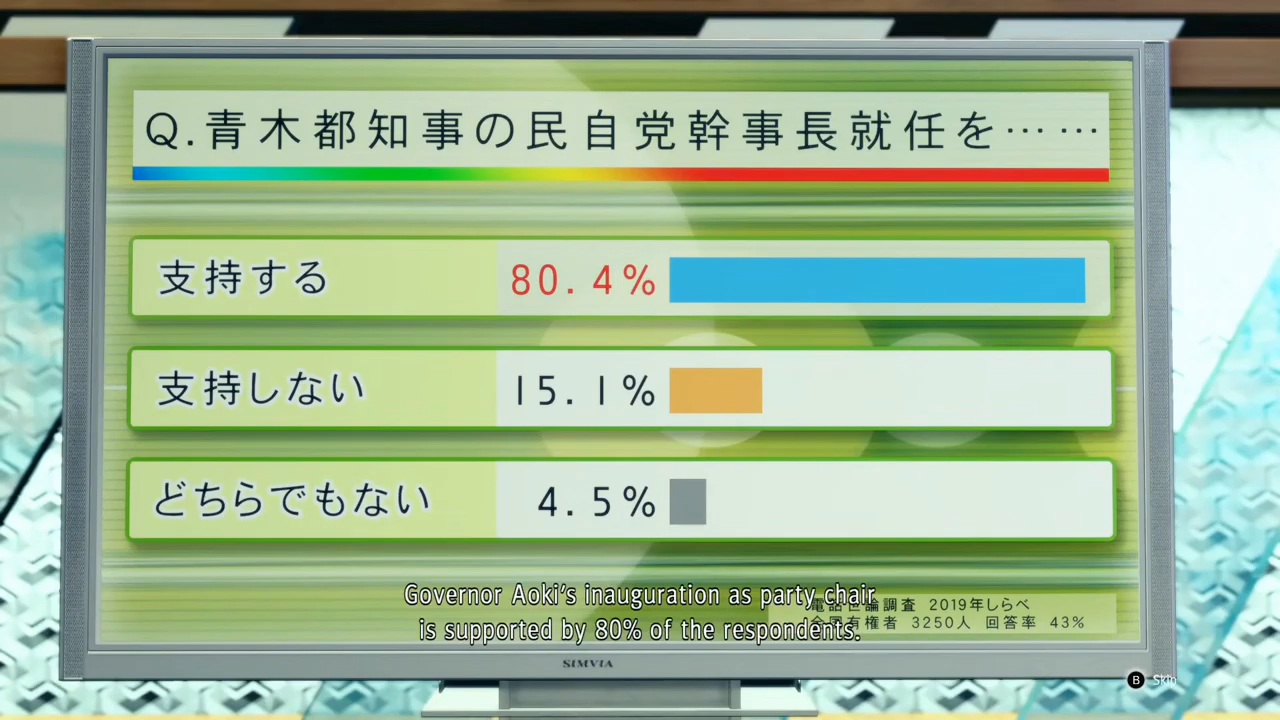 Q.青木都知事の民自党幹事長就任を……
支持する 80.4%
支持しない 15.1%
どちらでもない 4.5%
Governor Aoki's inauguration as party chair
is supported by 80% of the respondents.
電話世論調査 2019年しらべ
有権者 3250人 回答率 43%
SIMVIA
B Skip